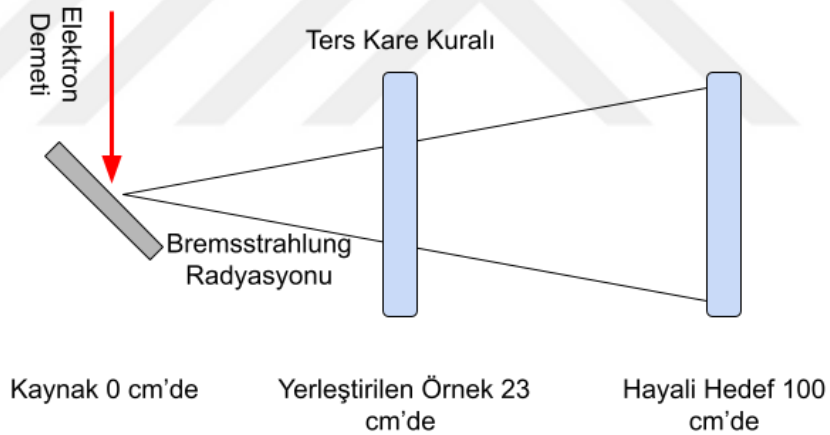 Elektron
Demeti
Ters Kare Kuralı
Bremsstrahlung
Radyasyonu
Kaynak 0 cm’de
Yerleştirilen Örnek 23
cm’de
Hayali Hedef 100
cm’de